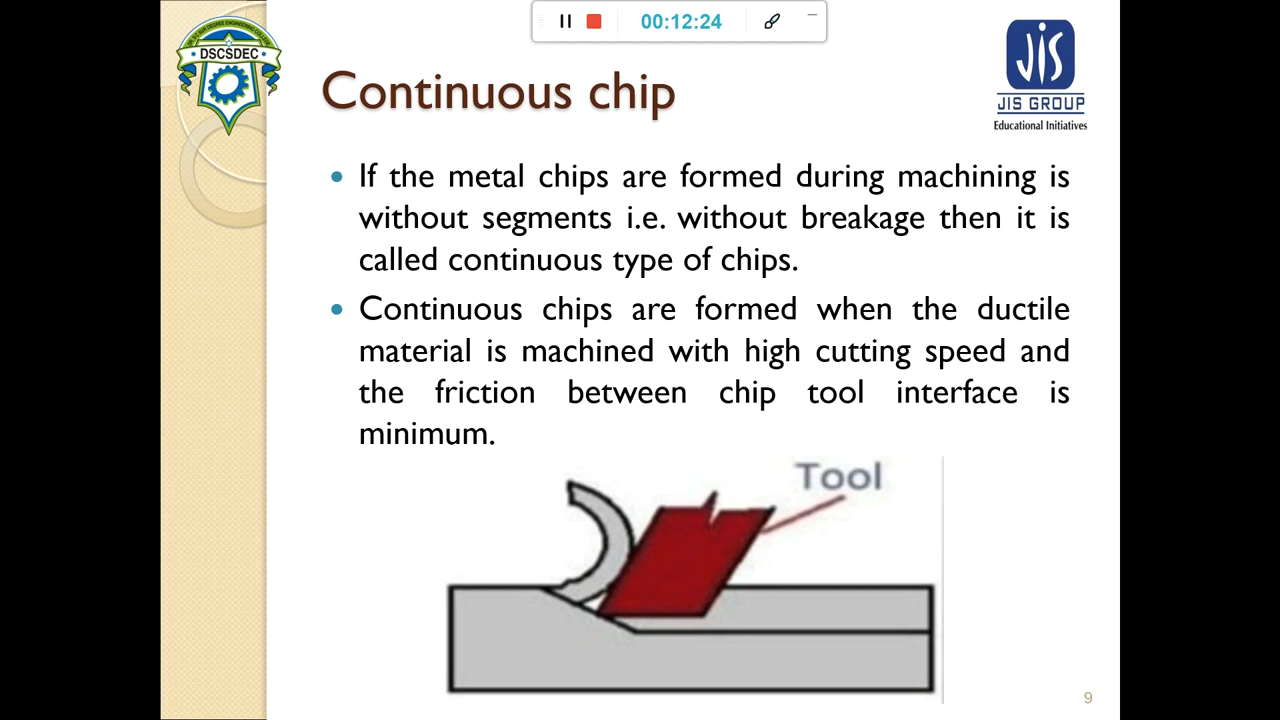 00:12:24
DSCSDEC
JIS
JIS GROUP
Educational Initiatives
Continuous chip
If the metal chips are formed during machining is
without segments i.e. without breakage then it is
called continuous type of chips.
Continuous chips are formed when the ductile
material is machined with high cutting speed and
the friction between chip tool interface is
minimum.
Tool
9